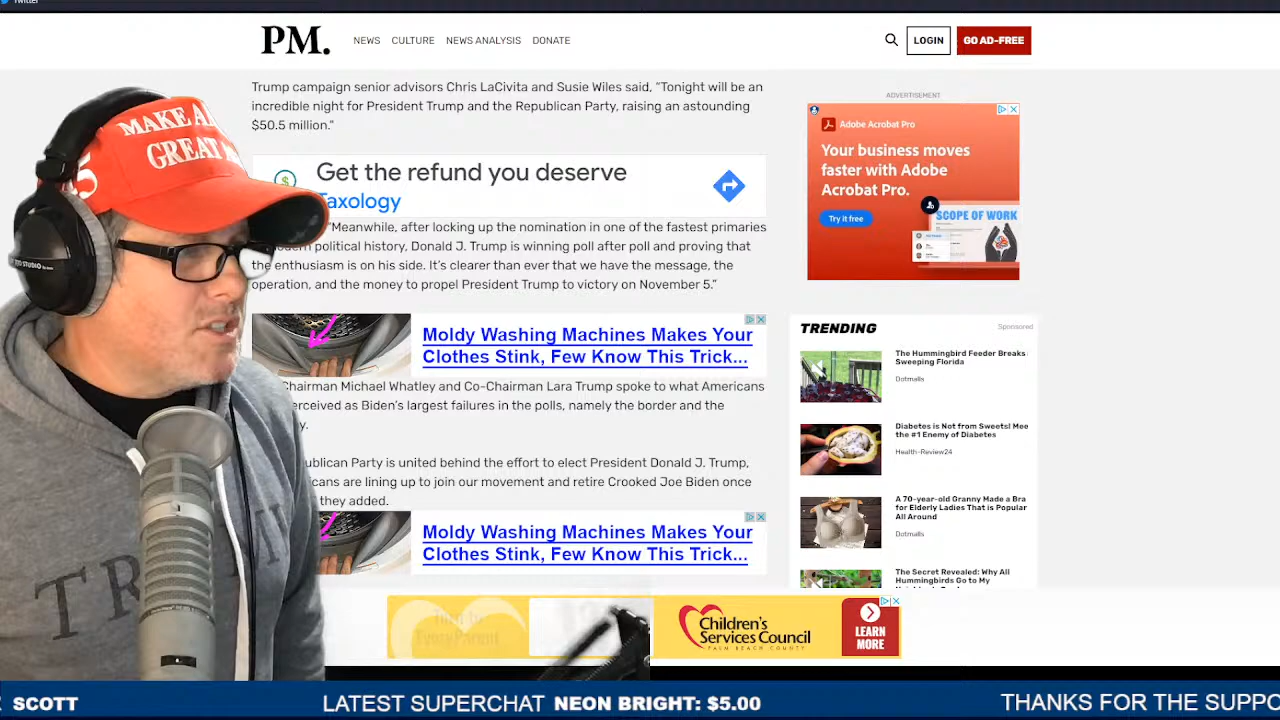 Twitter
PM.
NEWS CULTURE NEWS ANALYSIS DONATE
LOGIN
GO AD-FREE
Trump campaign senior advisors Chris LaCivita and Susie Wiles said, "Tonight will be an
incredible night for President Trump and the Republican Party, raising an astounding
$50.5 million."
Get the refund you deserve
Taxology
"Meanwhile, after locking up the nomination in one of the fastest primaries
political history, Donald J. Trump is winning poll after poll and proving that
the enthusiasm is on his side. It's clearer than ever that we have the message, the
operation, and the money to propel President Trump to victory on November 5."
Moldy Washing Machines Makes Your
Clothes Stink, Few Know This Trick...
Chairman Michael Whatley and Co-Chairman Lara Trump spoke to what Americans
erceived as Biden's largest failures in the polls, namely the border and the
y.
ublican Party is united behind the effort to elect President Donald J. Trump,
cans are lining up to join our movement and retire Crooked Joe Biden once
they added.
Moldy Washing Machines Makes Your
Clothes Stink, Few Know This Trick...
ADVERTISEMENT
Adobe Acrobat Pro
Your business moves
faster with Adobe
Acrobat Pro.
Try it free
SCOPE OF WORK
TRENDING
Sponsored
The Hummingbird Feeder Breaks
Sweeping Florida
Dotmalls
Diabetes is Not from Sweets! Mee
the #1 Enemy of Diabetes
Health-Review24
A 70-year-old Granny Made a Bra
for Elderly Ladies That is Popular
All Around
Dotmalls
The Secret Revealed: Why All
Hummingbirds Go to My
Children's
Services Council
PALM BEACH COUNTY
LEARN
MORE
MAKE A
GREAT
45
STUDIO
TR
SCOTT
LATEST SUPERCHAT NEON BRIGHT: $5.00
THANKS FOR THE SUPPO